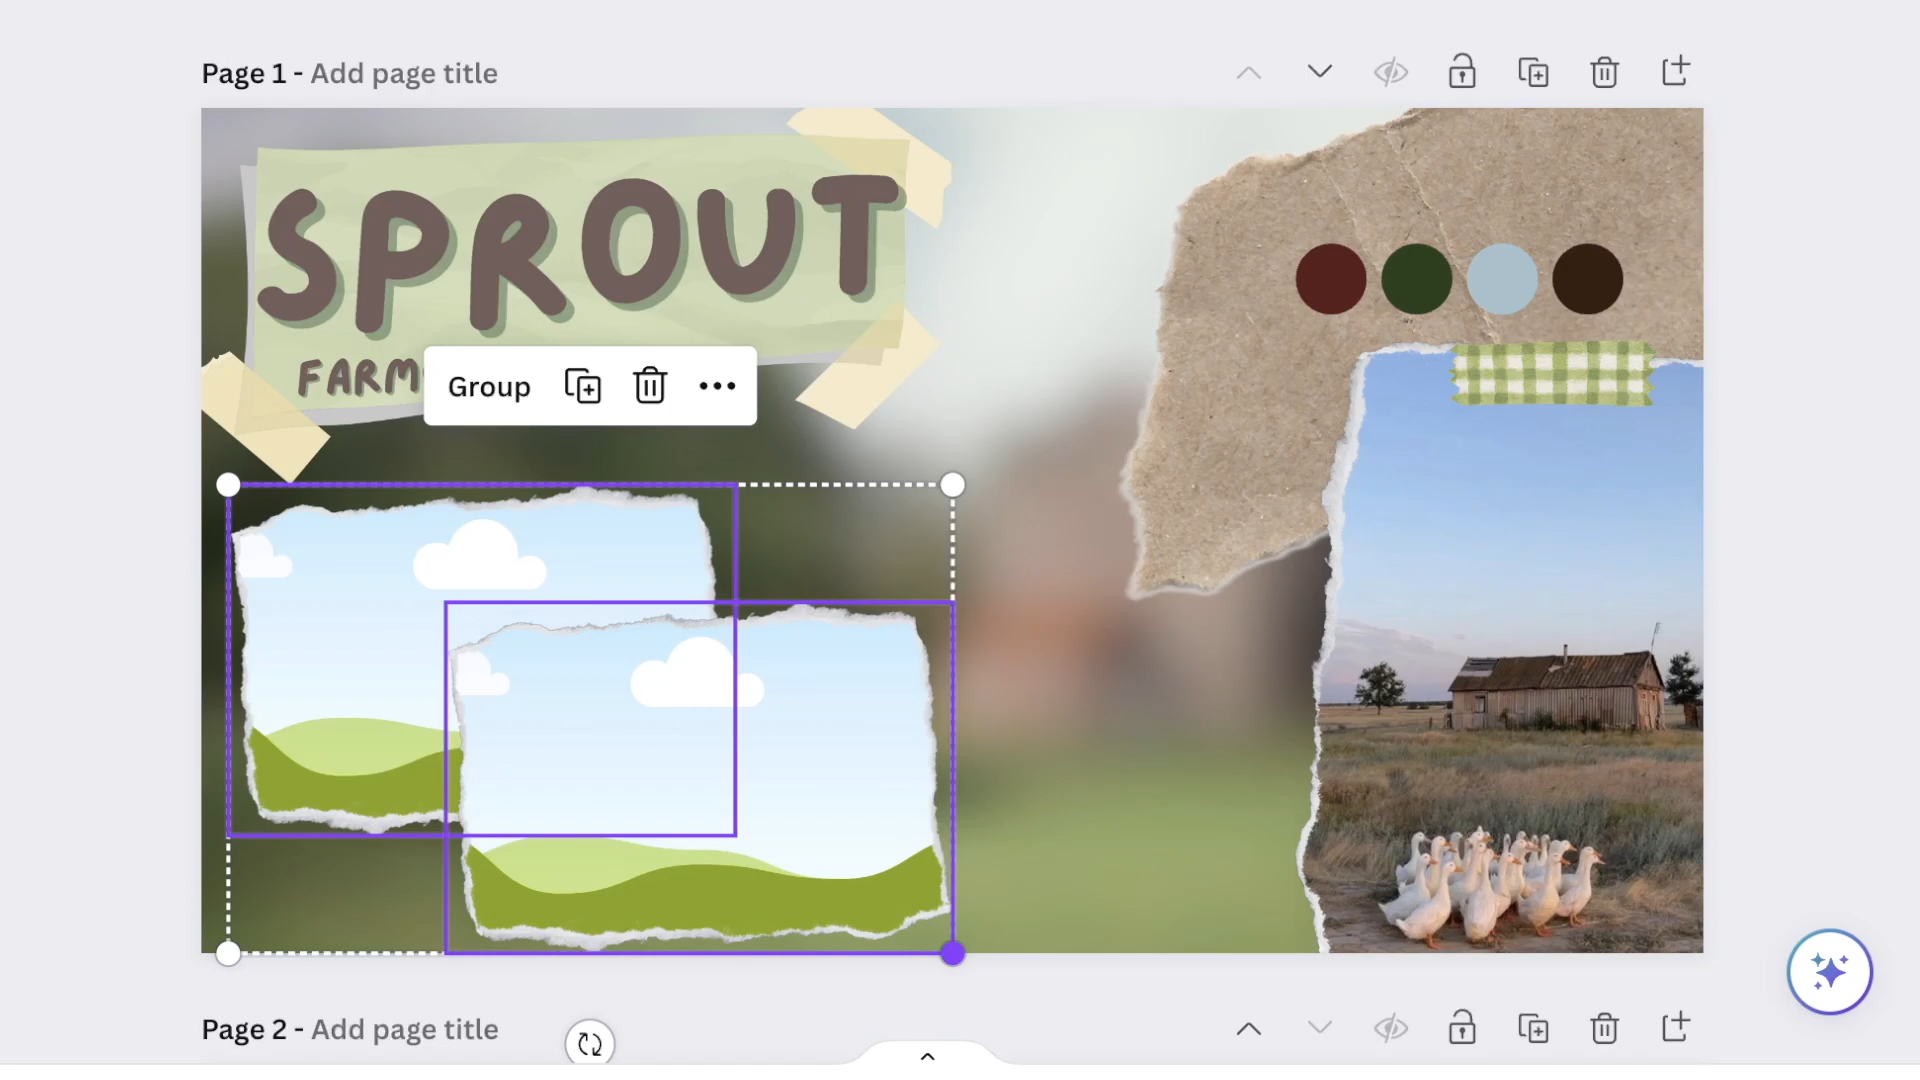 Page 1 - Add page title
SPROUT
FARM
Group
Page 2 - Add page title